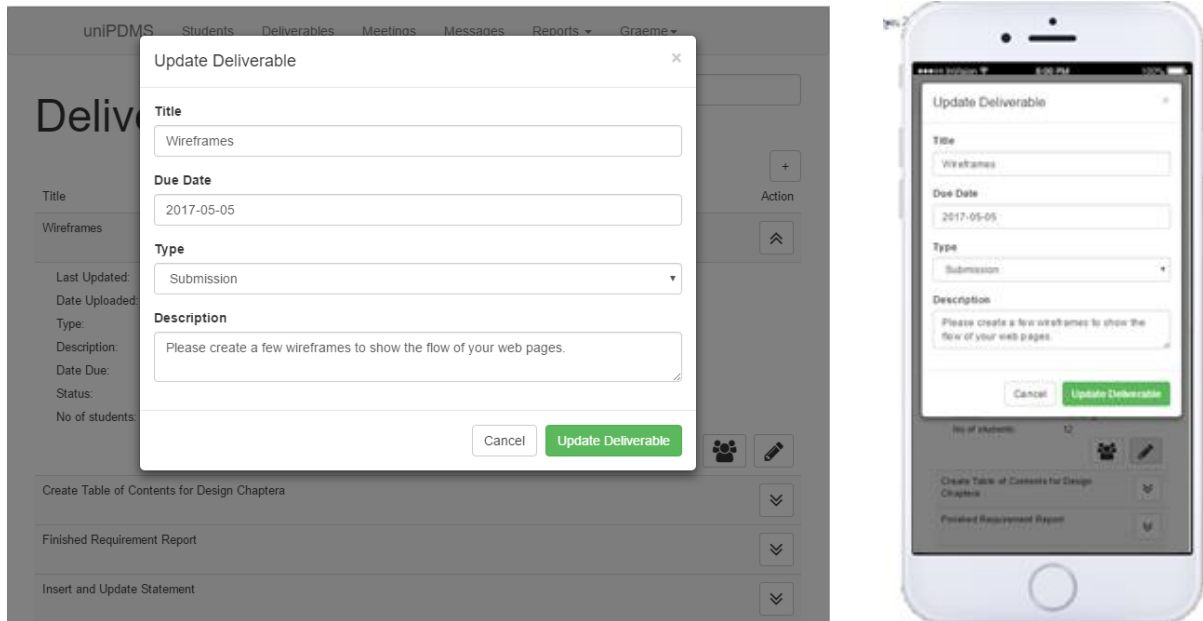 uniPDMS Students Deliverables Meetings Messages Reports Graeme
Update Deliverable ×
Delive
Title
Wireframes
+
Due Date
Title Action
2017-05-05
Wireframes
Type
Submission
Last Updated:
Date Uploaded:
Type:
Description:
Date Due:
Status:
No of students:
Description
Please create a few wireframes to show the flow of your web pages.
Cancel Update Deliverable
Create Table of Contents for Design Chaptera
Finished Requirement Report
Insert and Update Statement
6:00 PM 100%
Update Deliverable ×
Title
Wireframes
Due Date
2017-05-05
Type
Submission
Description
Please create a few wireframes to show the
flow of your web pages.
Cancel Update Deliverable
No of students: 12
Create Table of Contents for Design
Chaptera
Finished Requirement Report